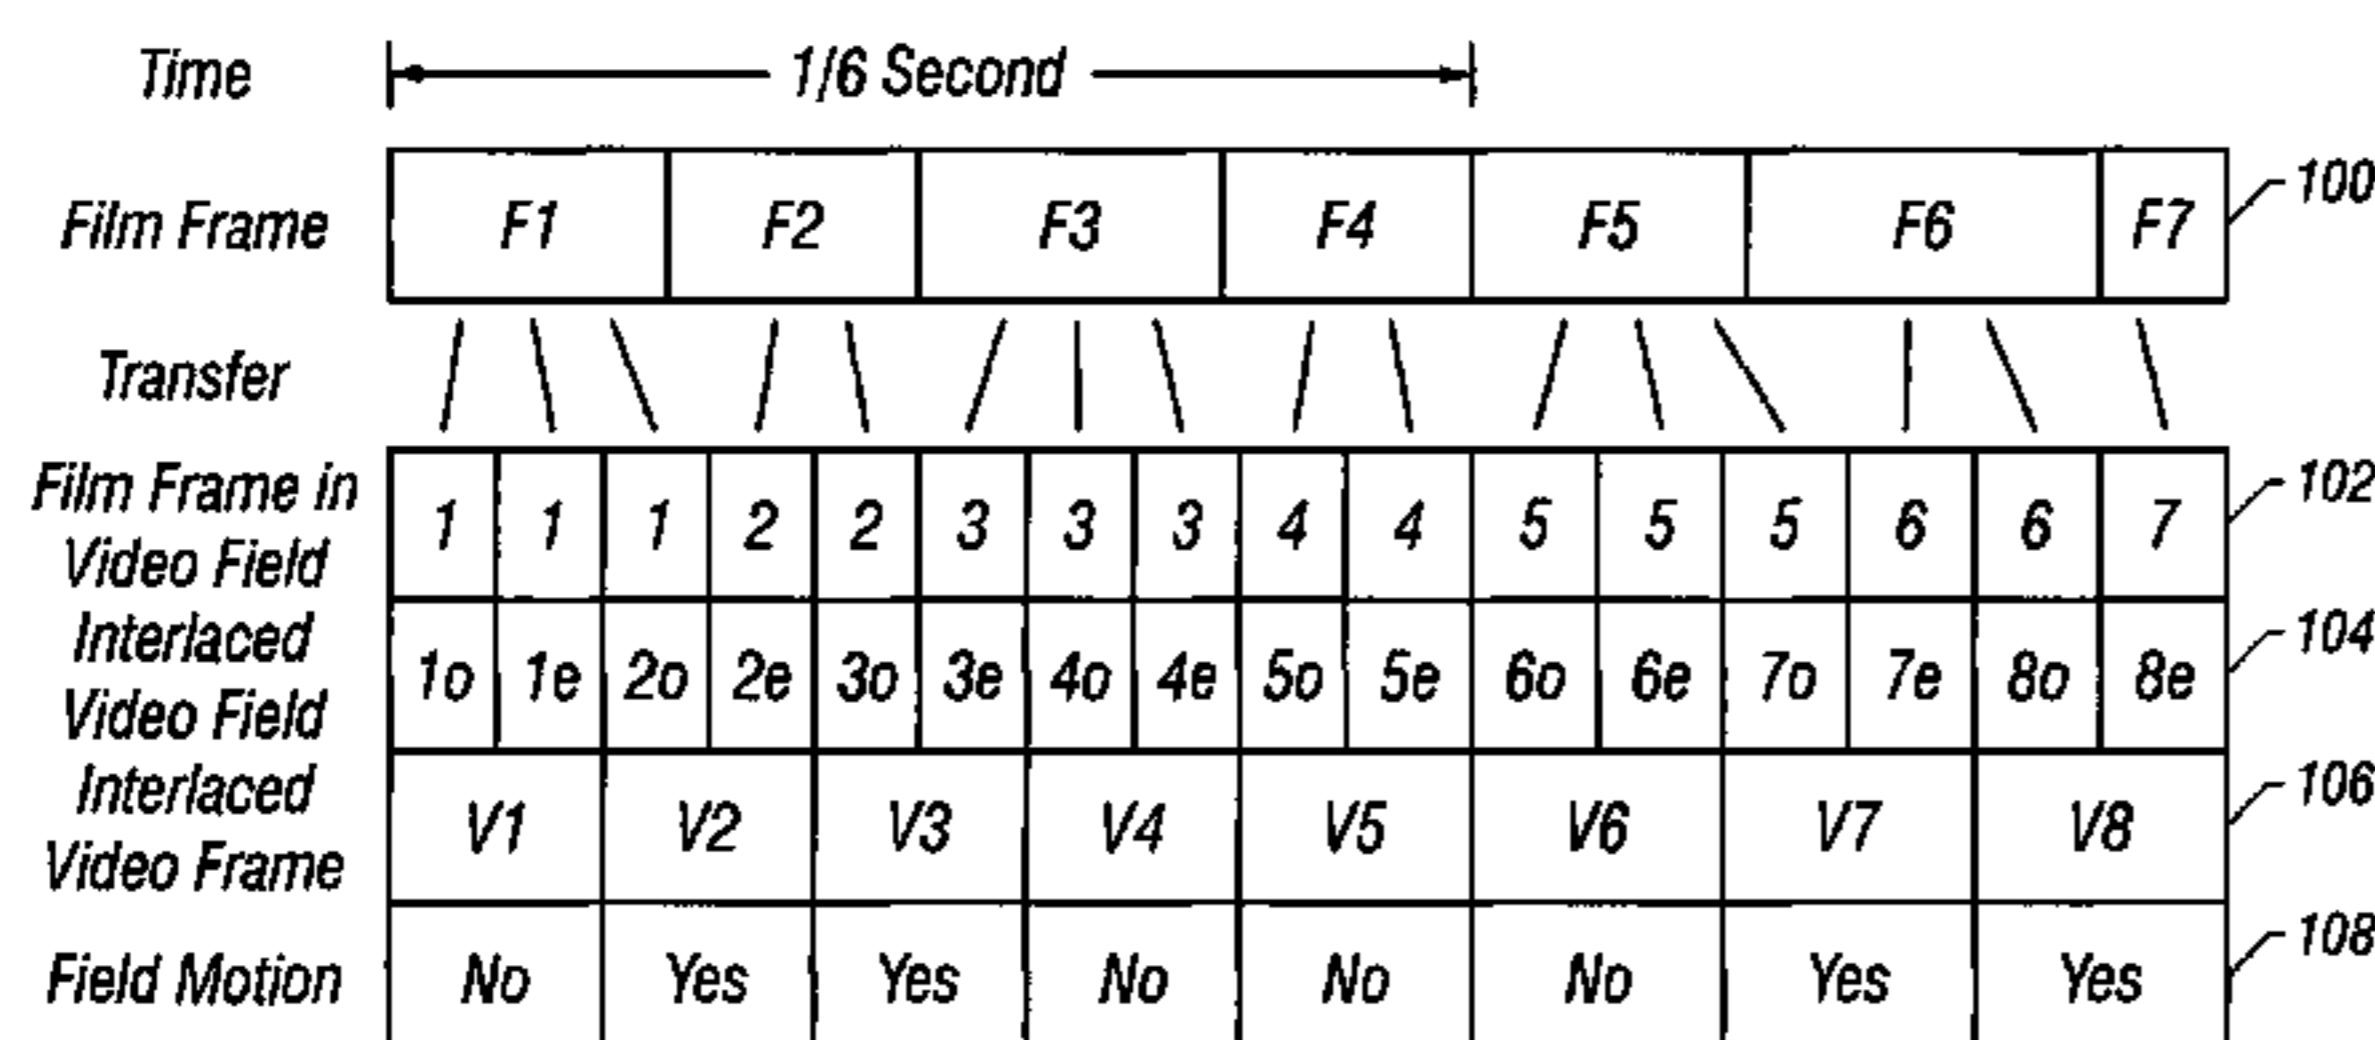 Time 1/6 Second
Film Frame F1 F2 F3 F4 F5 F6 F7 100
Transfer
Film Frame in
Video Field
1 1 1 2 2 3 3 3 4 4 5 5 5 6 6 7 102
Interlaced
Video Field
1o 1e 2o 2e 3o 3e 4o 4e 5o 5e 6o 6e 7o 7e 8o 8e 104
Interlaced
Video Frame
V1 V2 V3 V4 V5 V6 V7 V8 106
Field Motion No Yes Yes No No No Yes Yes 108